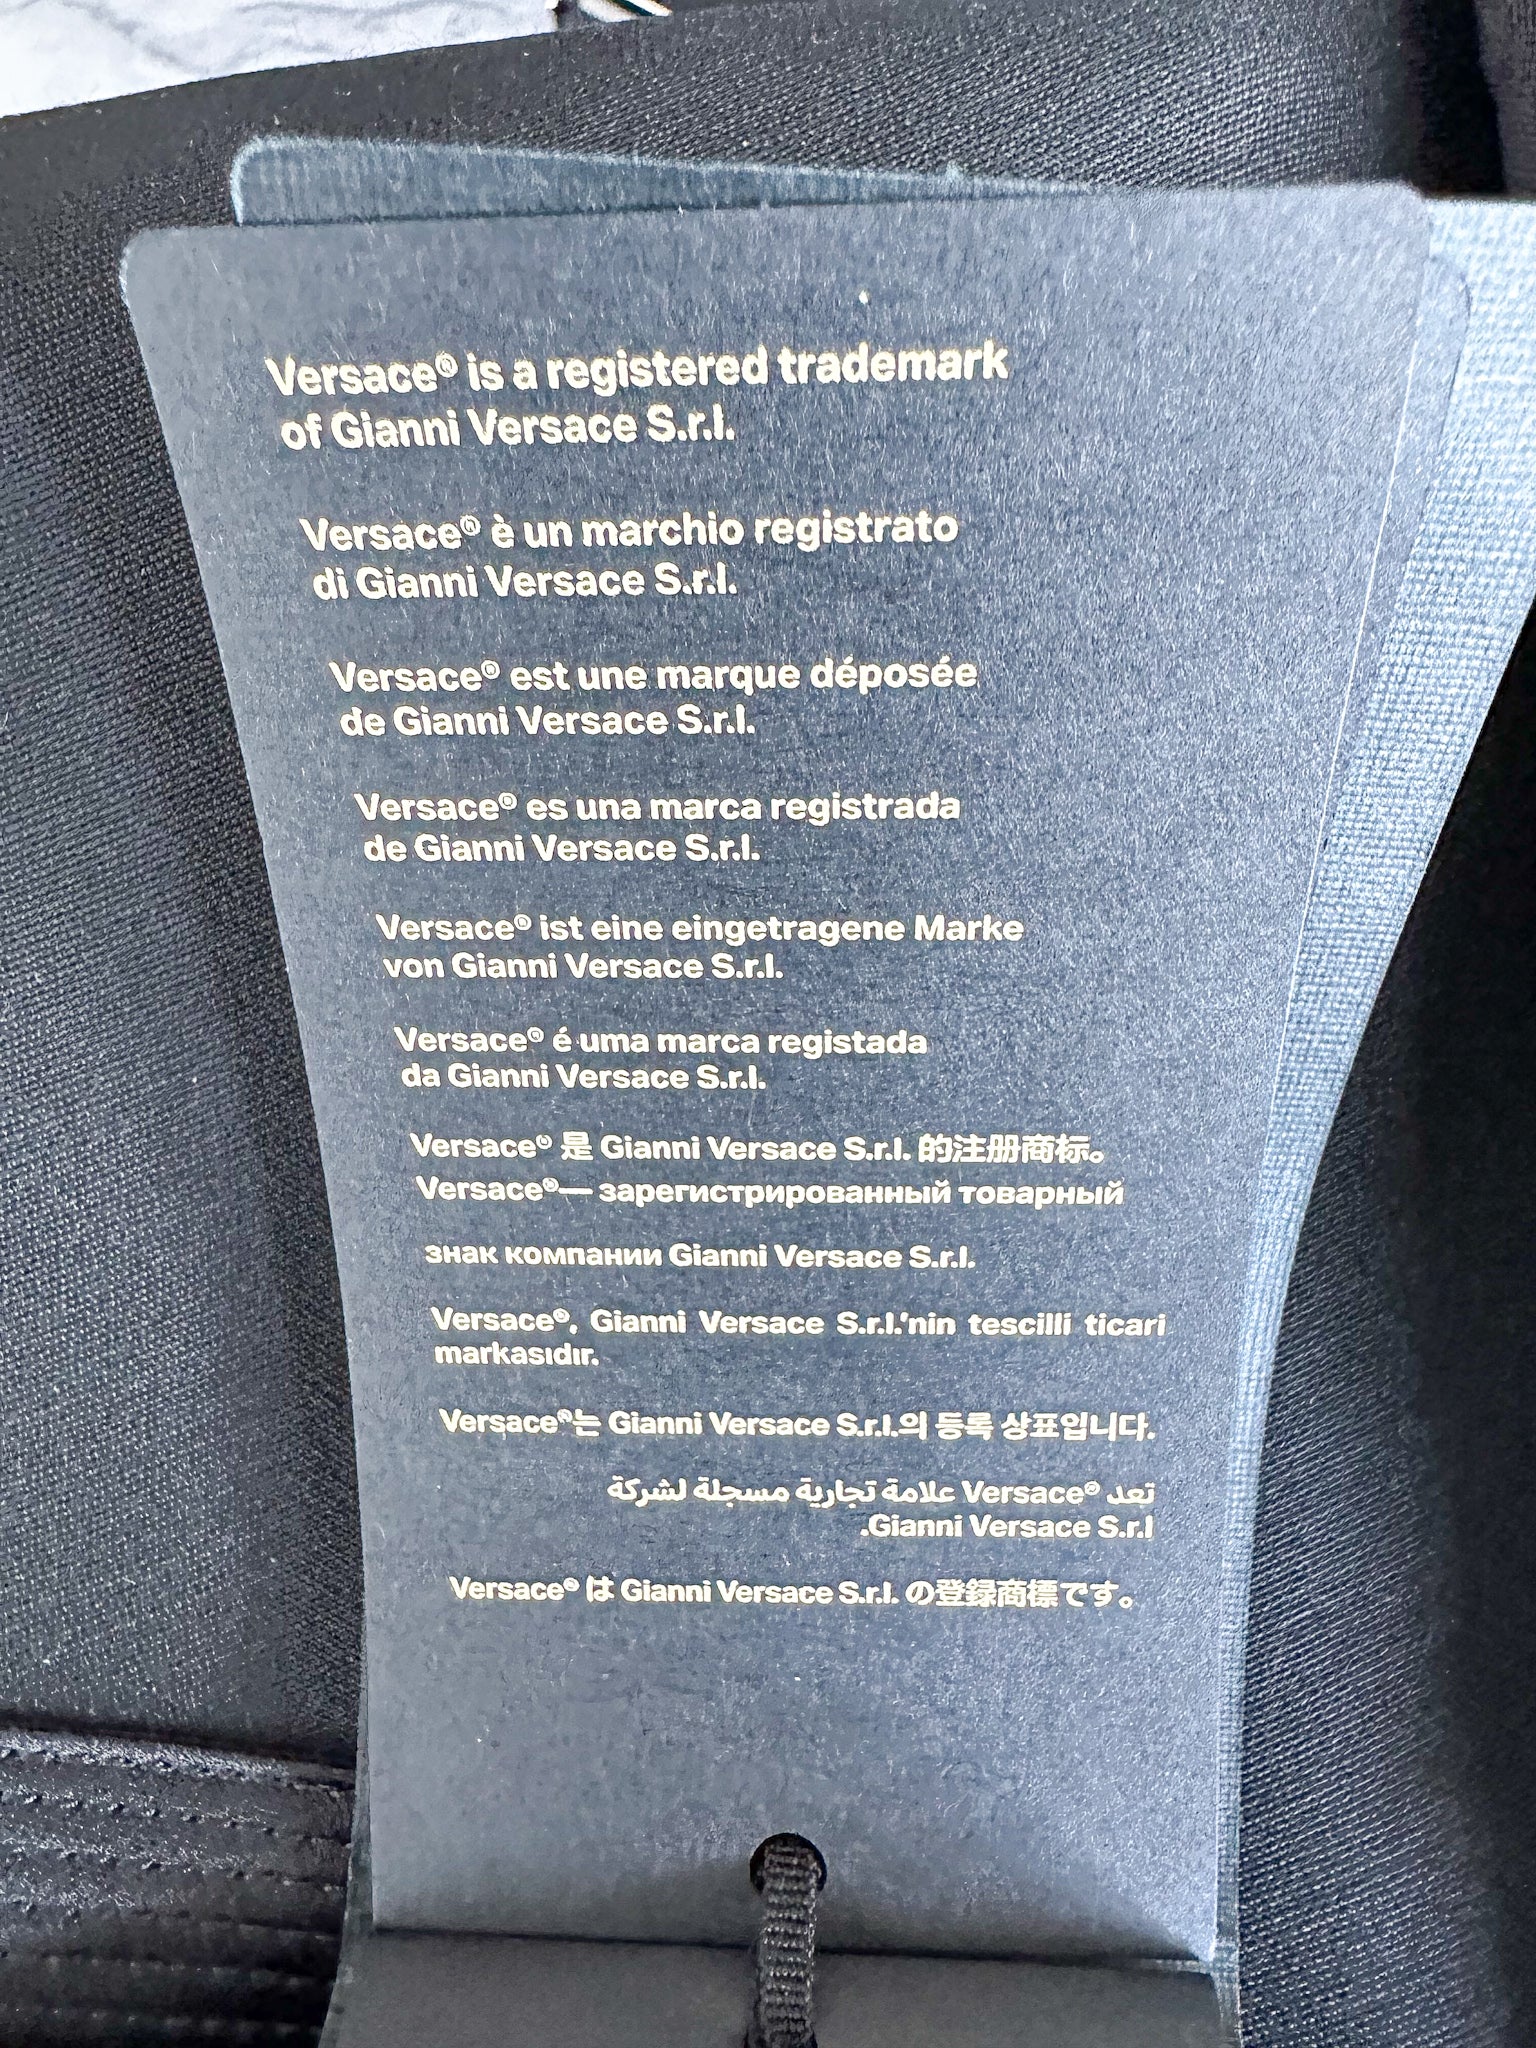 Versace® is a registered trademark
of Gianni Versace S.r.l.
Versace® è un marchio registrato
di Gianni Versace S.r.l.
Versace® est une marque déposée
de Gianni Versace S.r.l.
Versace® es una marca registrada
de Gianni Versace S.r.l.
Versace® ist eine eingetragene Marke
von Gianni Versace S.r.l.
Versace® é uma marca registada
da Gianni Versace S.r.l.
Versace® 是 Gianni Versace S.r.l. 的注册商标。
Versace®— зарегистрированный товарный
знак компании Gianni Versace S.r.l.
Versace®, Gianni Versace S.r.l.'nin tescilli ticari
markasıdır.
Versace®는 Gianni Versace S.r.l.의 등록 상표입니다.
تعد Versace® علامة تجارية مسجلة لشركة
.Gianni Versace S.r.l
Versace® は Gianni Versace S.r.l. の登録商標です。